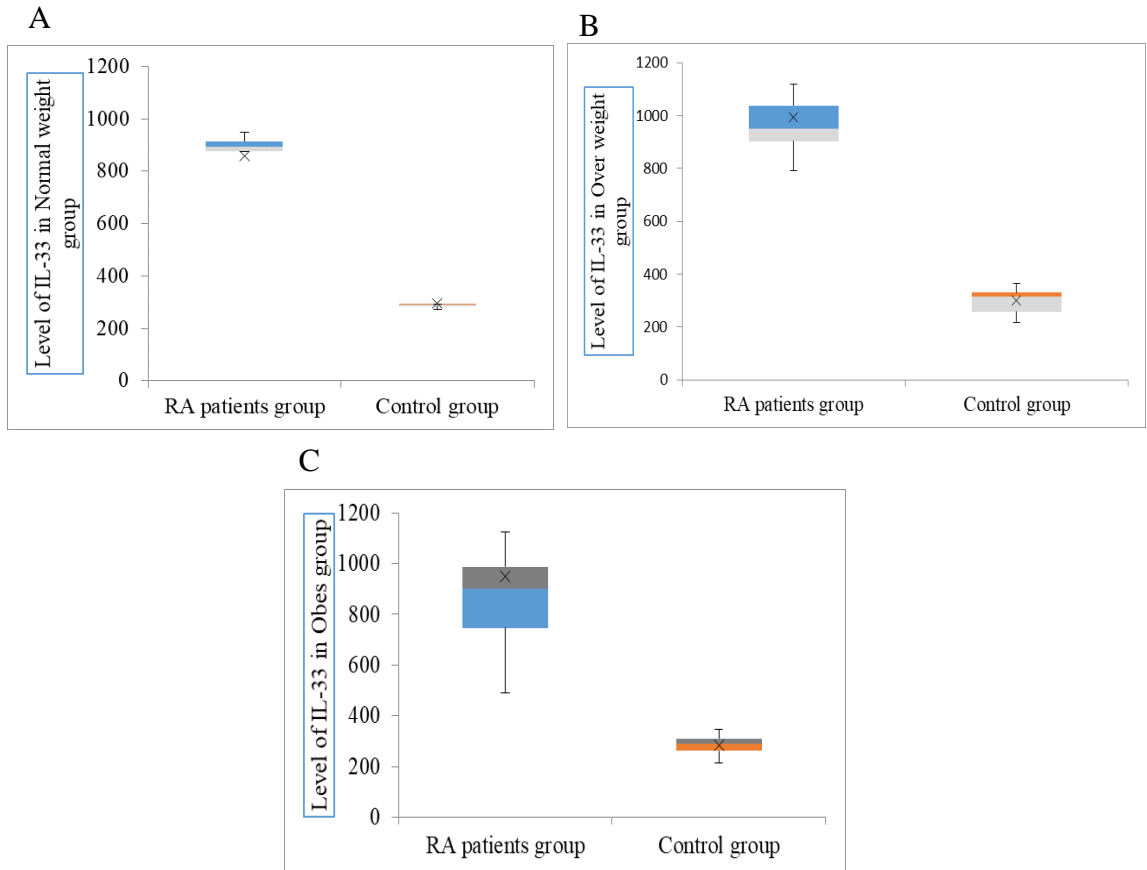 A
Level of IL-33 in Normal weight
group
1200
1000
800
600
400
200
0
RA patients group
Control group
B
Level of IL-33 in Over weight
group
1200
1000
800
600
400
200
0
RA patients group
Control group
C
Level of IL-33 in Obes group
1200
1000
800
600
400
200
0
RA patients group
Control group